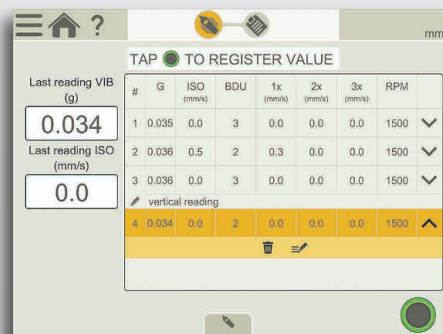 ?
mm
TAP TO REGISTER VALUE
Last reading VIB
(g)
0.034
Last reading ISO
(mm/s)
0.0
# G ISO (mm/s) BDU 1x (mm/s) 2x (mm/s) 3x (mm/s) RPM
1 0.035 0.0 3 0.0 0.0 0.0 1500
2 0.036 0.5 2 0.3 0.0 0.0 1500
3 0.036 0.0 3 0.0 0.0 0.0 1500
vertical reading
4 0.034 0.0 2 0.0 0.0 0.0 1500